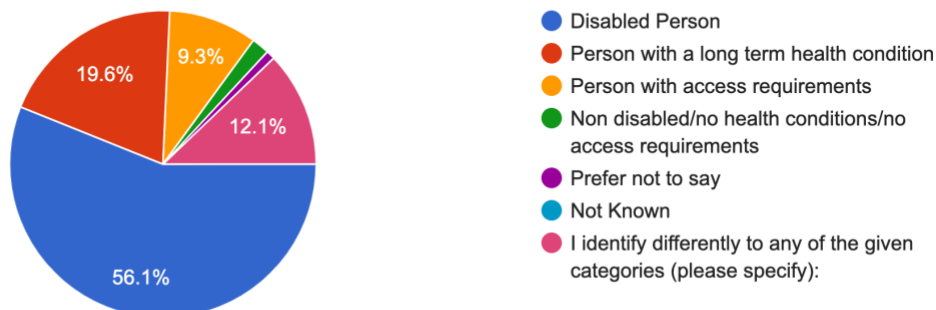 9.3%
19.6%
12.1%
56.1%
Disabled Person
Person with a long term health condition
Person with access requirements
Non disabled/no health conditions/no
access requirements
Prefer not to say
Not Known
I identify differently to any of the given
categories (please specify):